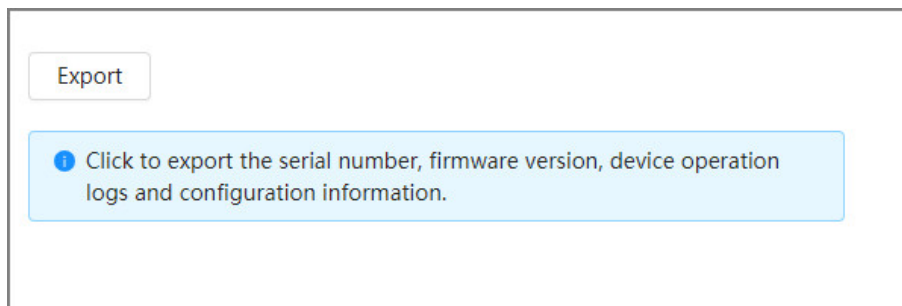 Export
Click to export the serial number, firmware version, device operation
logs and configuration information.